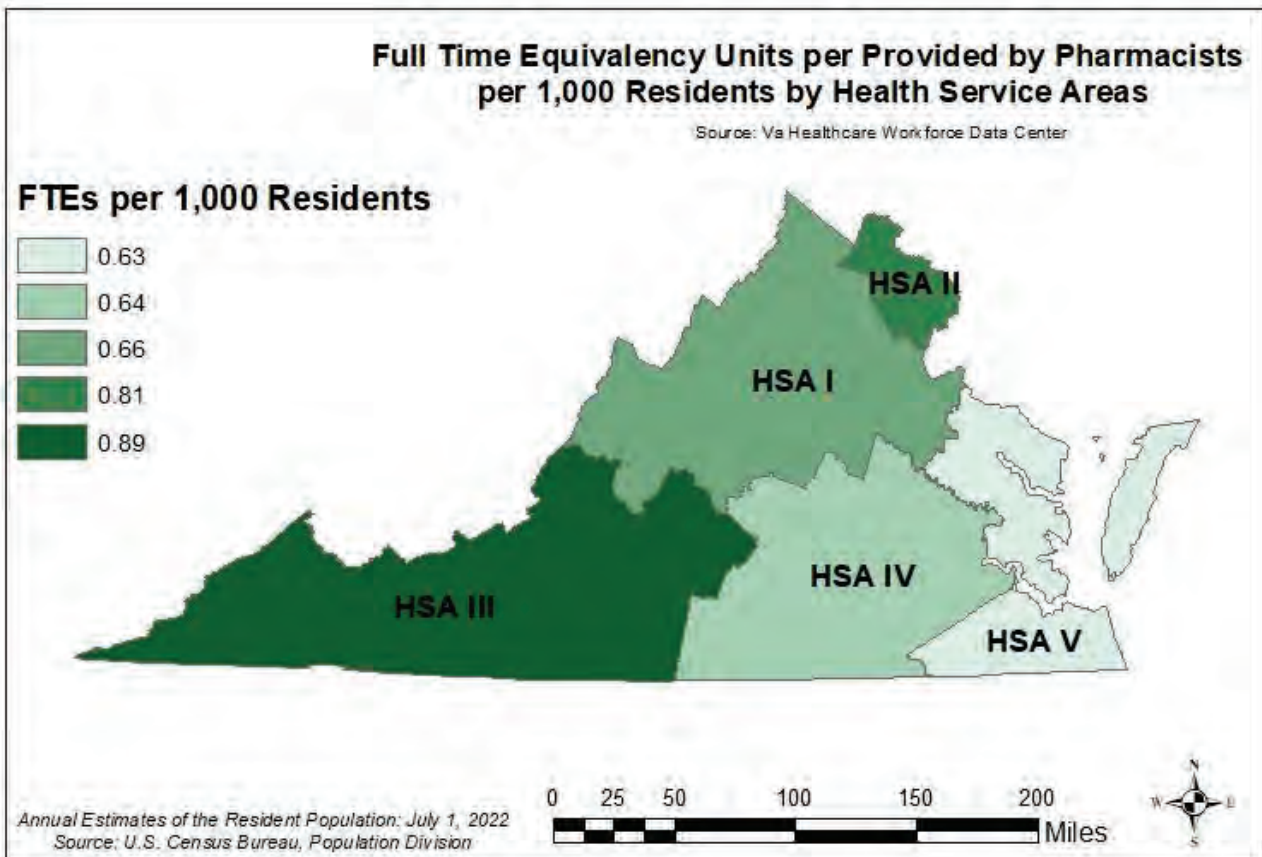 Full Time Equivalency Units per Provided by Pharmacists
per 1,000 Residents by Health Service Areas
Source: Va Healthcare Workforce Data Center
FTEs per 1,000 Residents
0.63
0.64
0.66
0.81
0.89
HSA II
HSA I
HSA IV
HSA III
HSA V
Annual Estimates of the Resident Population: July 1, 2022
Source: U.S. Census Bureau, Population Division
0 25 50 100 150 200
Miles
N
W E
S